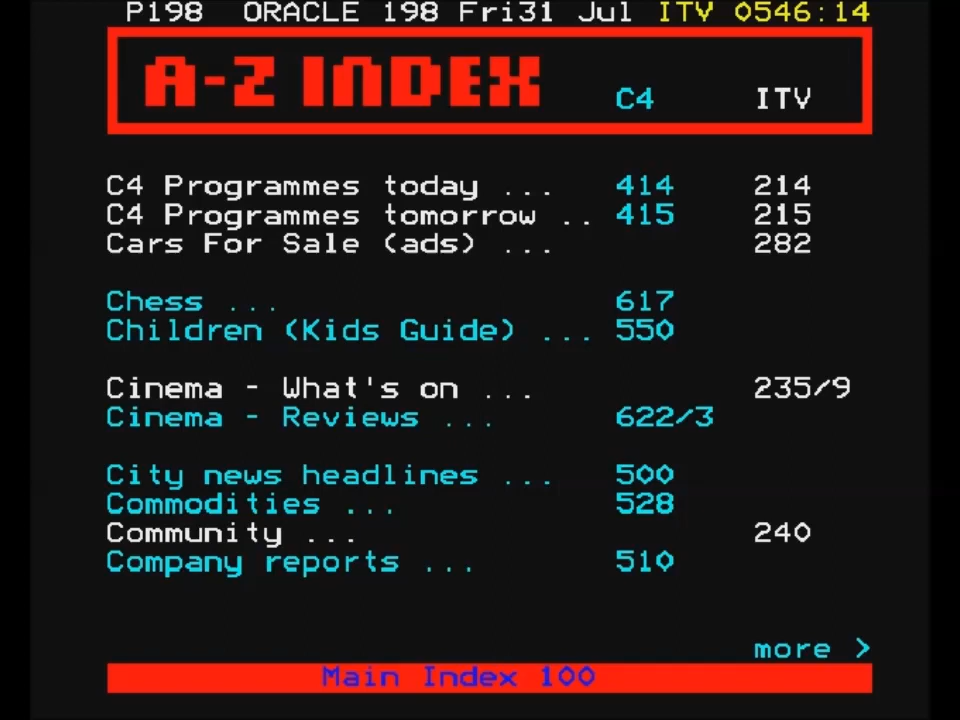 P198 ORACLE 198 Fri31 Jul ITV 0546:14
A-Z INDEX C4 ITV
C4 Programmes today ... 414 214
C4 Programmes tomorrow .. 415 215
Cars For Sale (ads) ... 282
Chess ... 617
Children (Kids Guide) ... 550
Cinema - What's on ... 235/9
Cinema - Reviews ... 622/3
City news headlines ... 500
Commodities ... 528
Community ... 240
Company reports ... 510
more >
Main Index 100